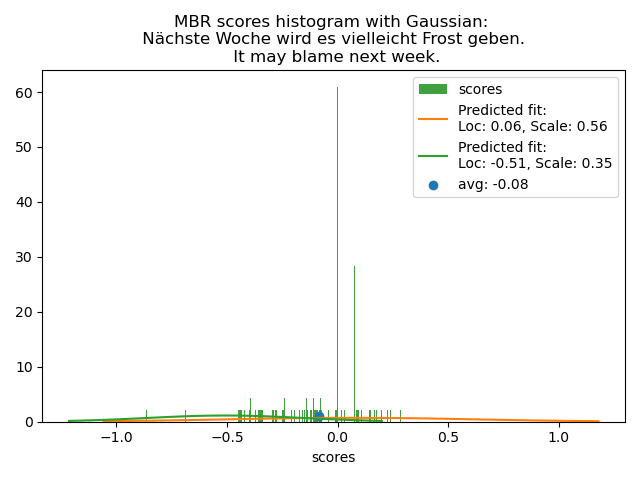 MBR scores histogram with Gaussian:
Nächste Woche wird es vielleicht Frost geben.
It may blame next week.
scores
Predicted fit:
Loc: 0.06, Scale: 0.56
Predicted fit:
Loc: -0.51, Scale: 0.35
avg: -0.08
60
50
40
30
20
10
0
−1.0 −0.5 0.0 0.5 1.0
scores